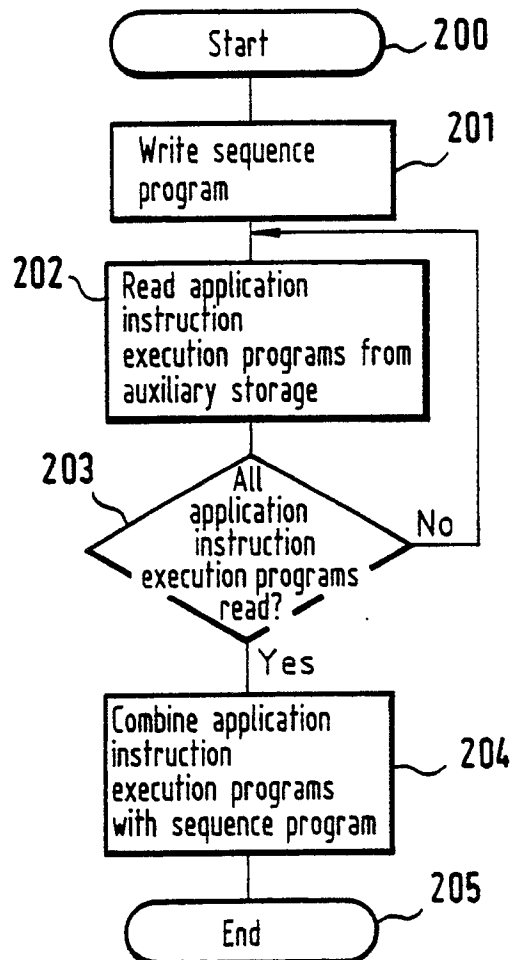 Start
200
Write sequence
program
201
202
Read application
instruction
execution programs from
auxiliary storage
203
All
application
instruction
execution programs
read?
No
Yes
Combine application
instruction
execution programs
with sequence program
204
End
205